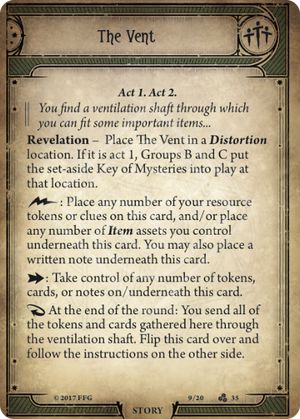 The Vent
Act 1. Act 2.
You find a ventilation shaft through which
you can fit some important items...
Revelation – Place The Vent in a Distortion
location. If it is act 1, Groups B and C put
the set-aside Key of Mysteries into play at
that location.
: Place any number of your resource
tokens or clues on this card, and/or place
any number of Item assets you control
underneath this card. You may also place a
written note underneath this card.
: Take control of any number of tokens,
cards, or notes on/underneath this card.
At the end of the round: You send all of
the tokens and cards gathered here through
the ventilation shaft. Flip this card over and
follow the instructions on the other side.
© 2017 FFG 9/20 35
STORY